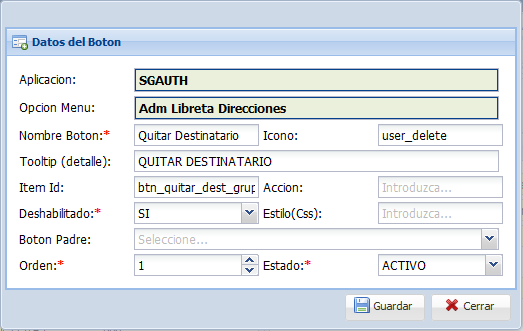 Datos del Boton
Aplicacion: SGAUTH
Opcion Menu: Adm Libreta Direcciones
Nombre Boton:* Quitar Destinatario Icono: user_delete
Tooltip (detalle): QUITAR DESTINATARIO
Item Id: btn_quitar_dest_grup Accion: Introduzca...
Deshabilitado:* SI Estilo(Css): Introduzca...
Boton Padre: Seleccione...
Orden:* 1 Estado:* ACTIVO
Guardar Cerrar